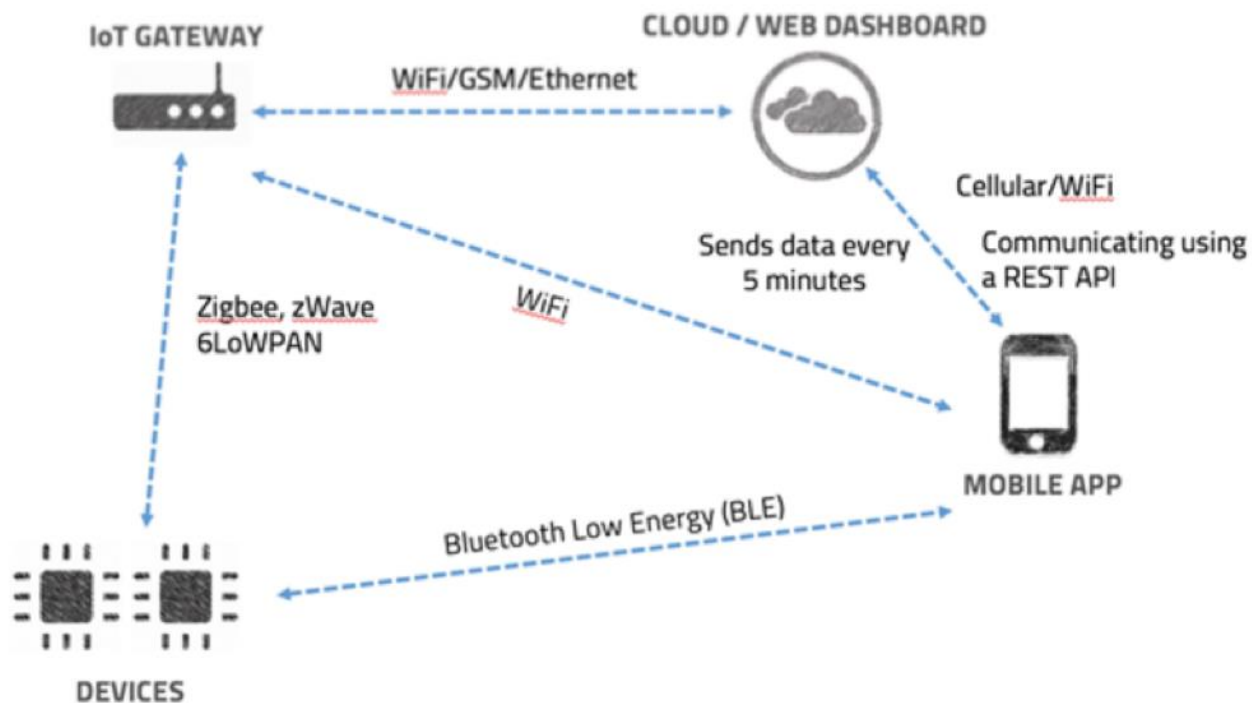 IoT GATEWAY
CLOUD / WEB DASHBOARD
WiFi/GSM/Ethernet
Cellular/WiFi
Sends data every
5 minutes
Communicating using
a REST API
Zigbee, zWave
6LoWPAN
WiFi
MOBILE APP
Bluetooth Low Energy (BLE)
DEVICES